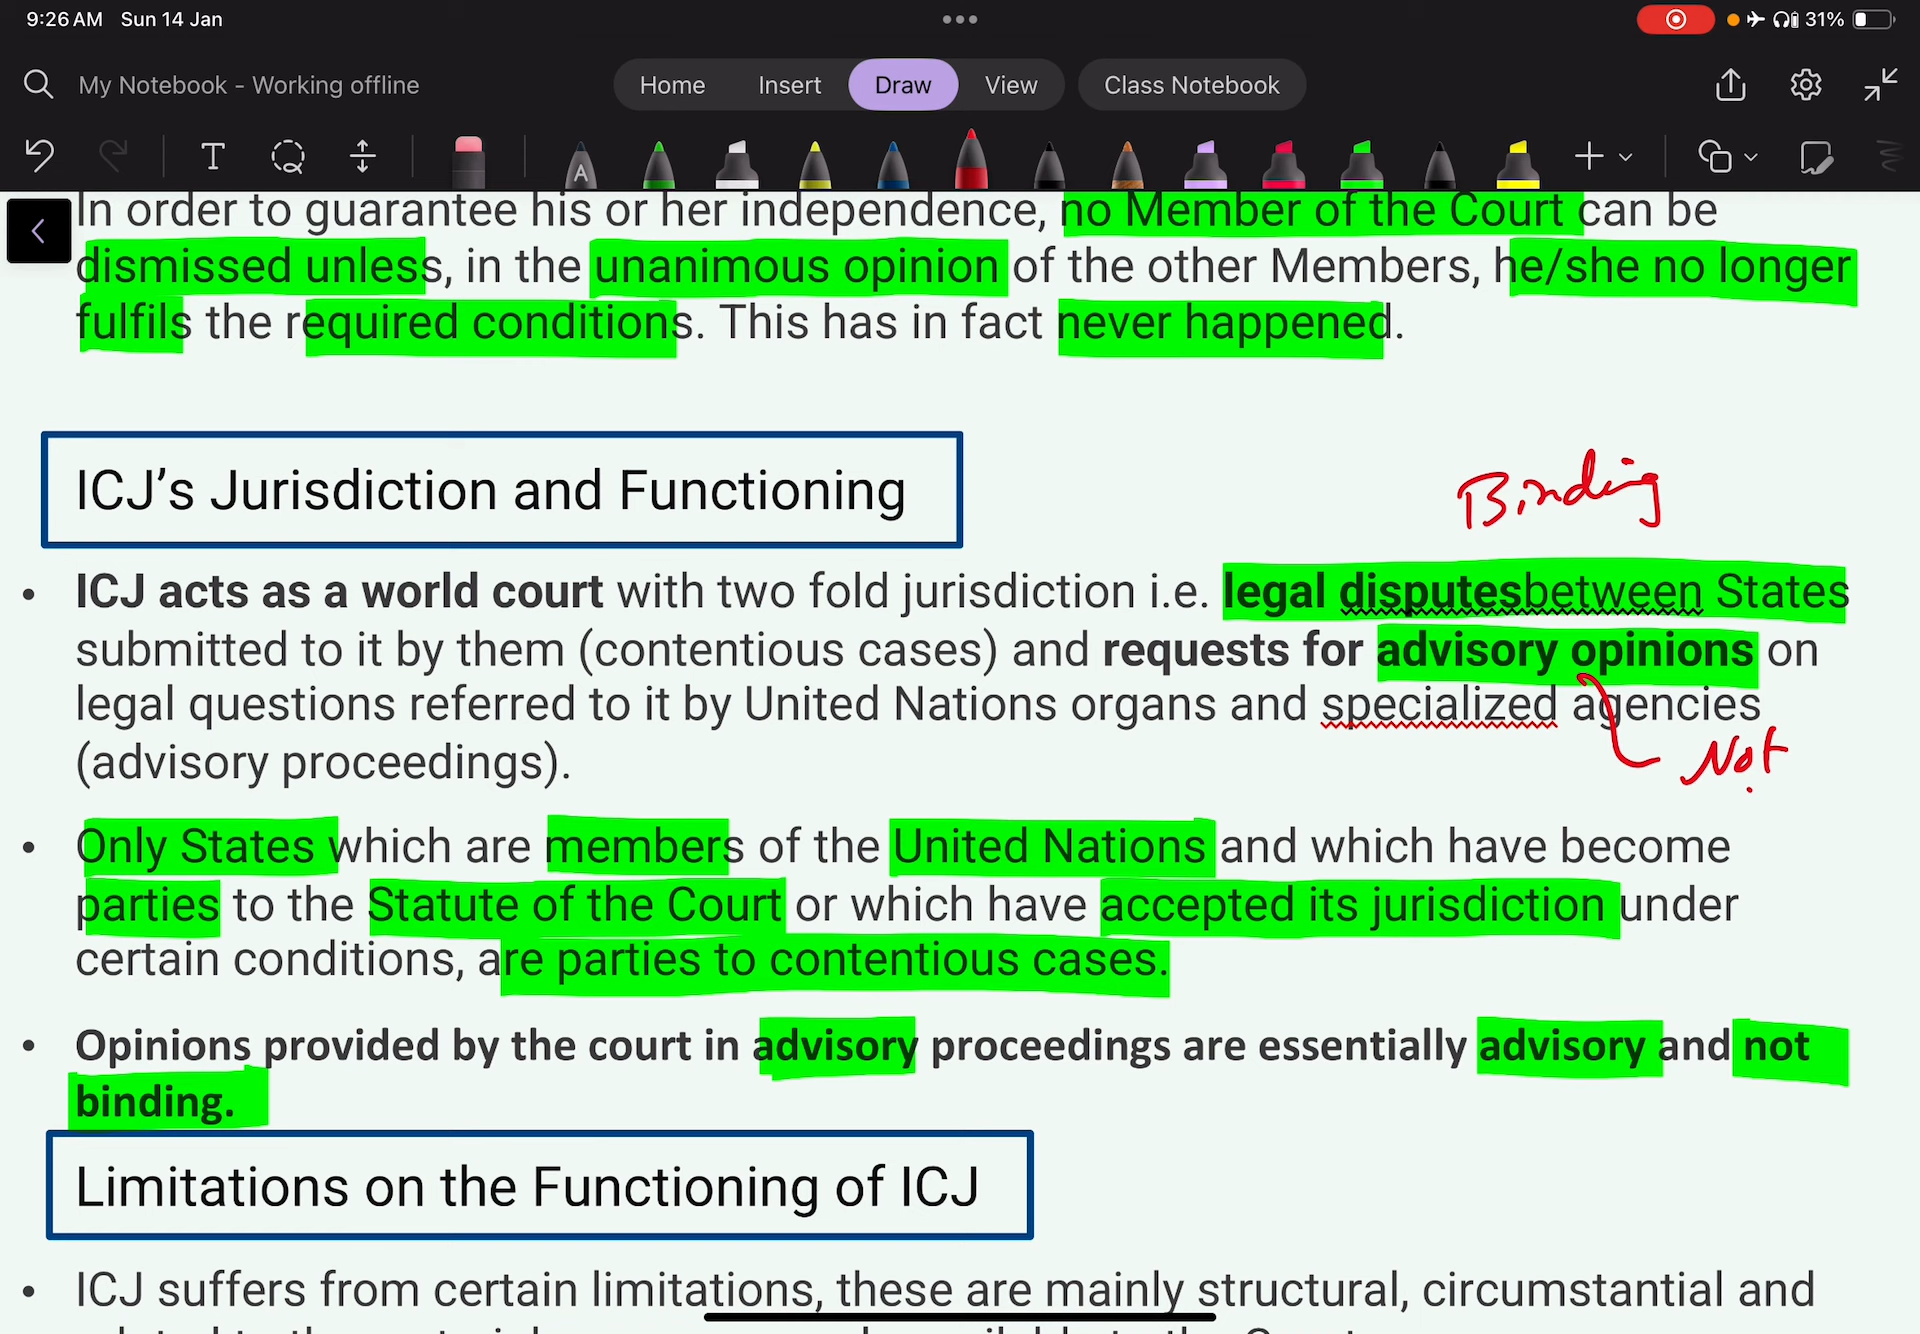 9:26 AM Sun 14 Jan
31%
My Notebook - Working offline
Home Insert Draw View Class Notebook
T
A
In order to guarantee his or her independence, no Member of the Court can be
dismissed unless, in the unanimous opinion of the other Members, he/she no longer
fulfils the required conditions. This has in fact never happened.
ICJ’s Jurisdiction and Functioning
Binding
• ICJ acts as a world court with two fold jurisdiction i.e. legal disputesbetween States
submitted to it by them (contentious cases) and requests for advisory opinions on
legal questions referred to it by United Nations organs and specialized agencies
(advisory proceedings).
Not
• Only States which are members of the United Nations and which have become
parties to the Statute of the Court or which have accepted its jurisdiction under
certain conditions, are parties to contentious cases.
• Opinions provided by the court in advisory proceedings are essentially advisory and not
binding.
Limitations on the Functioning of ICJ
• ICJ suffers from certain limitations, these are mainly structural, circumstantial and